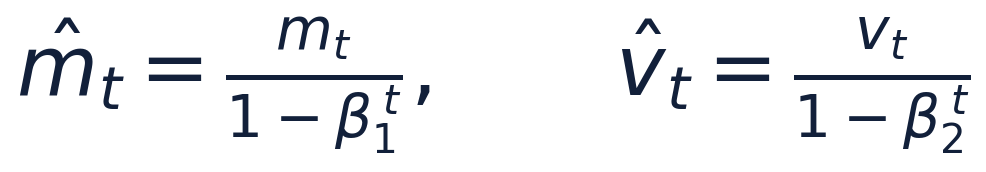 m̂_t = m_t / (1 − β_1^t),    v̂_t = v_t / (1 − β_2^t)